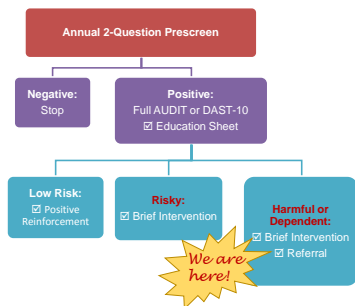 Annual 2-Question Prescreen
Negative:
Stop
Positive:
Full AUDIT or DAST-10
☑ Education Sheet
Low Risk:
☑ Positive
Reinforcement
Risky:
☑ Brief Intervention
Harmful or
Dependent:
☑ Brief Intervention
☑ Referral
We are
here!